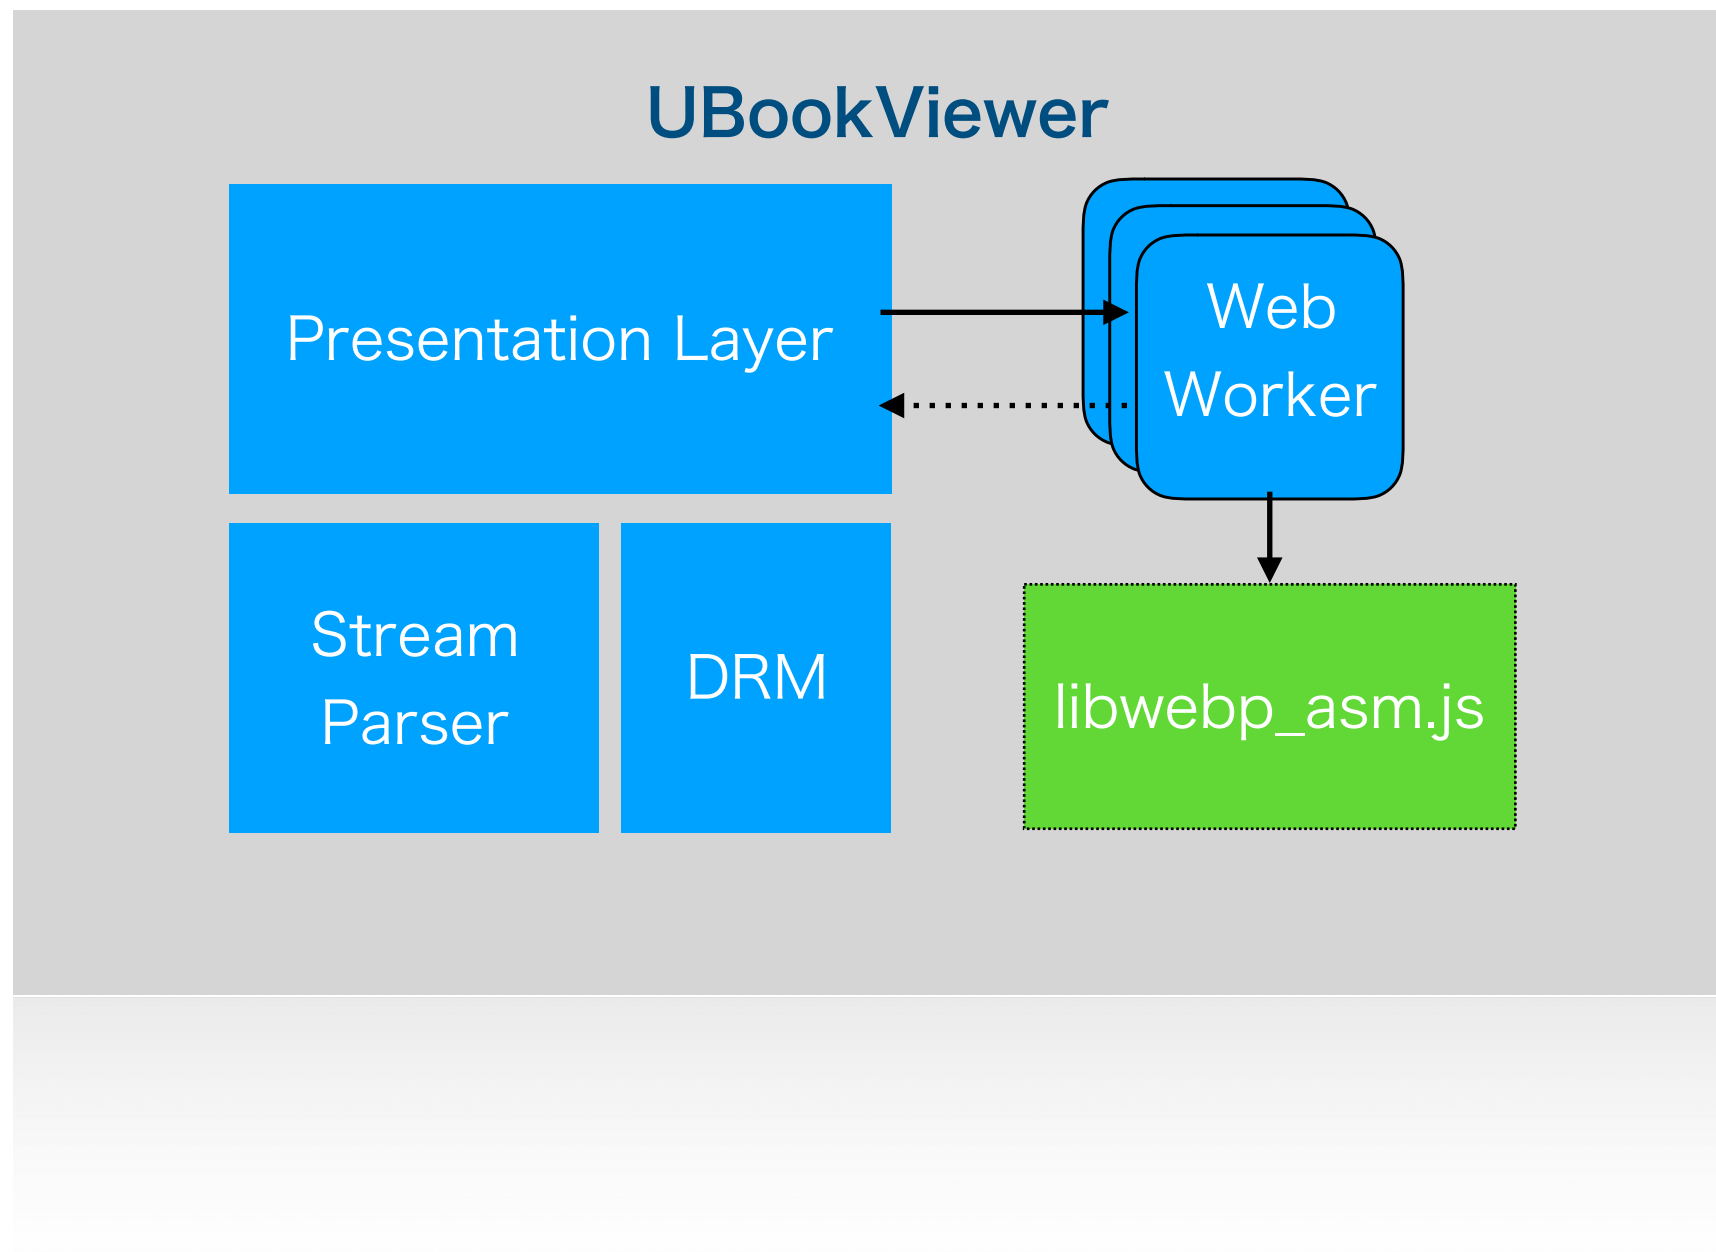 UBookViewer
Presentation Layer
Web
Worker
Stream
Parser
DRM
libwebp_asm.js